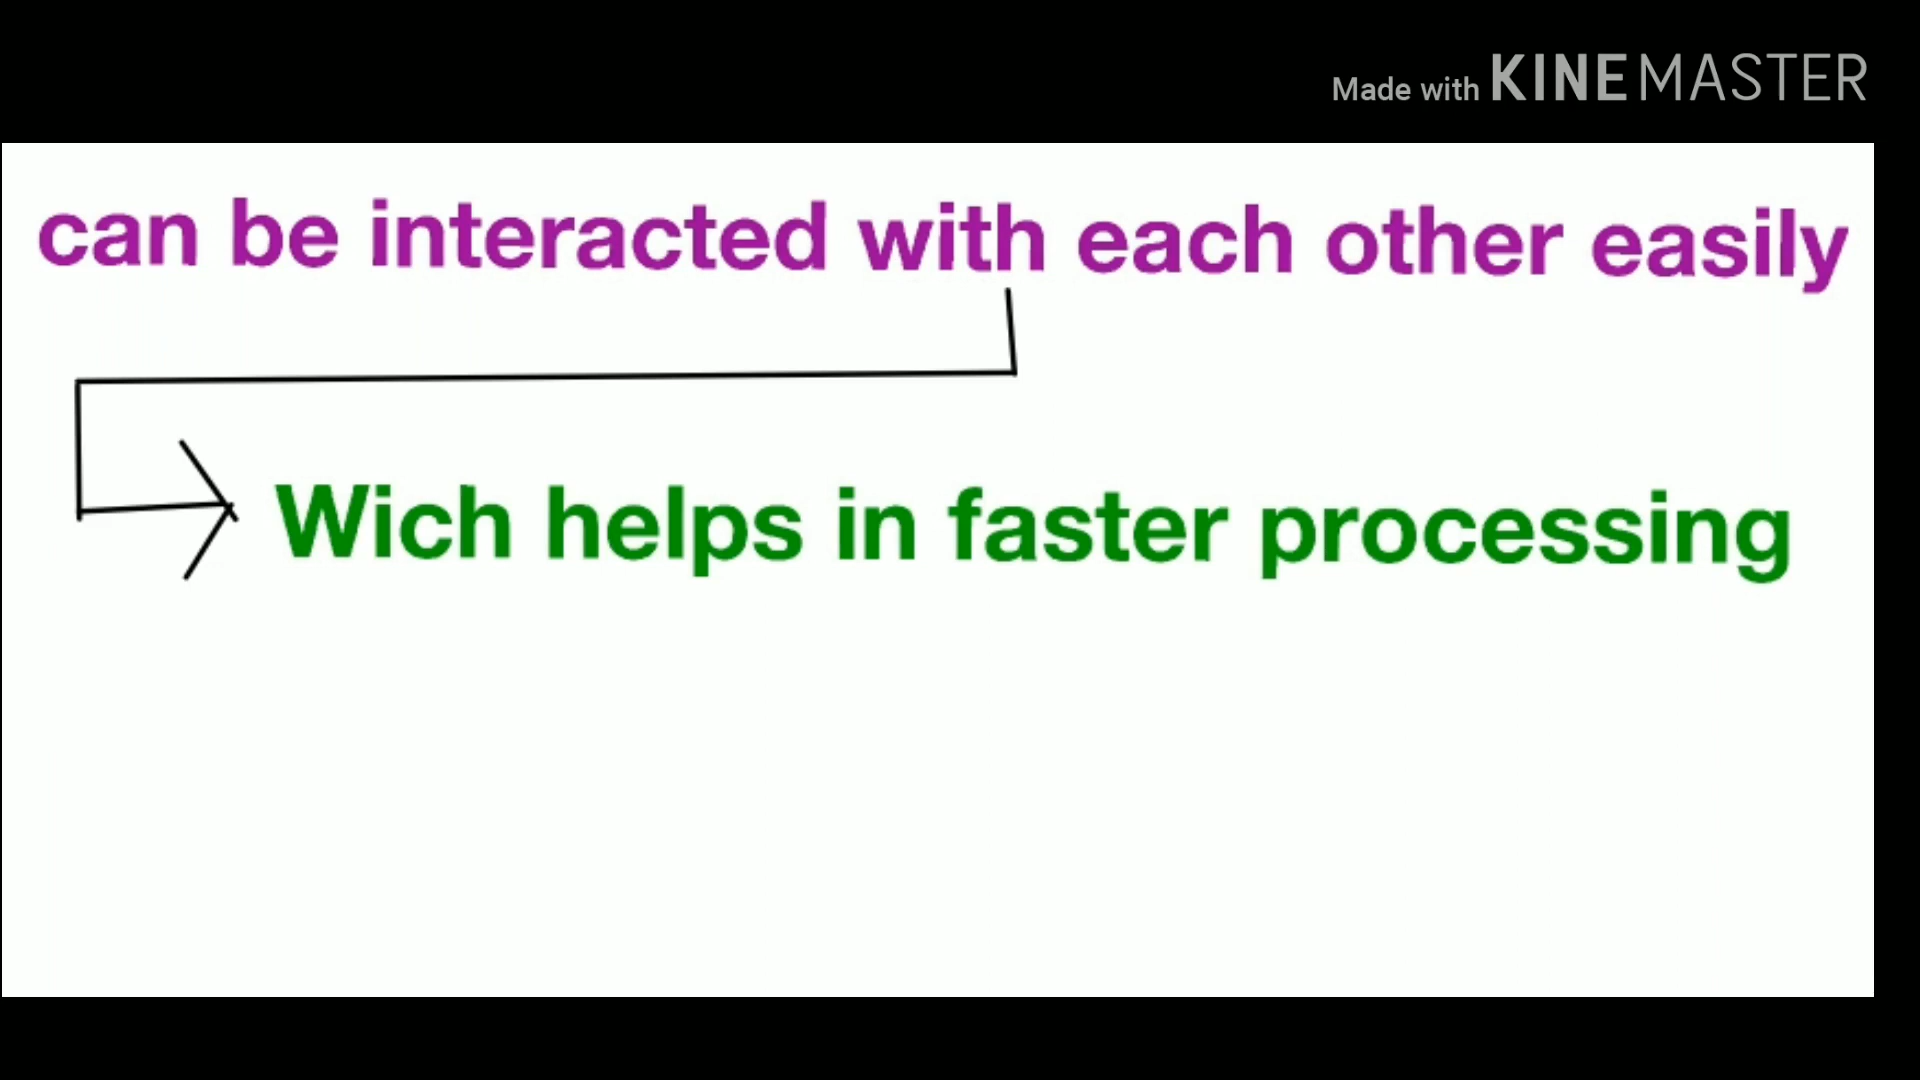 Made with KINEMASTER
can be interacted with each other easily
Wich helps in faster processing